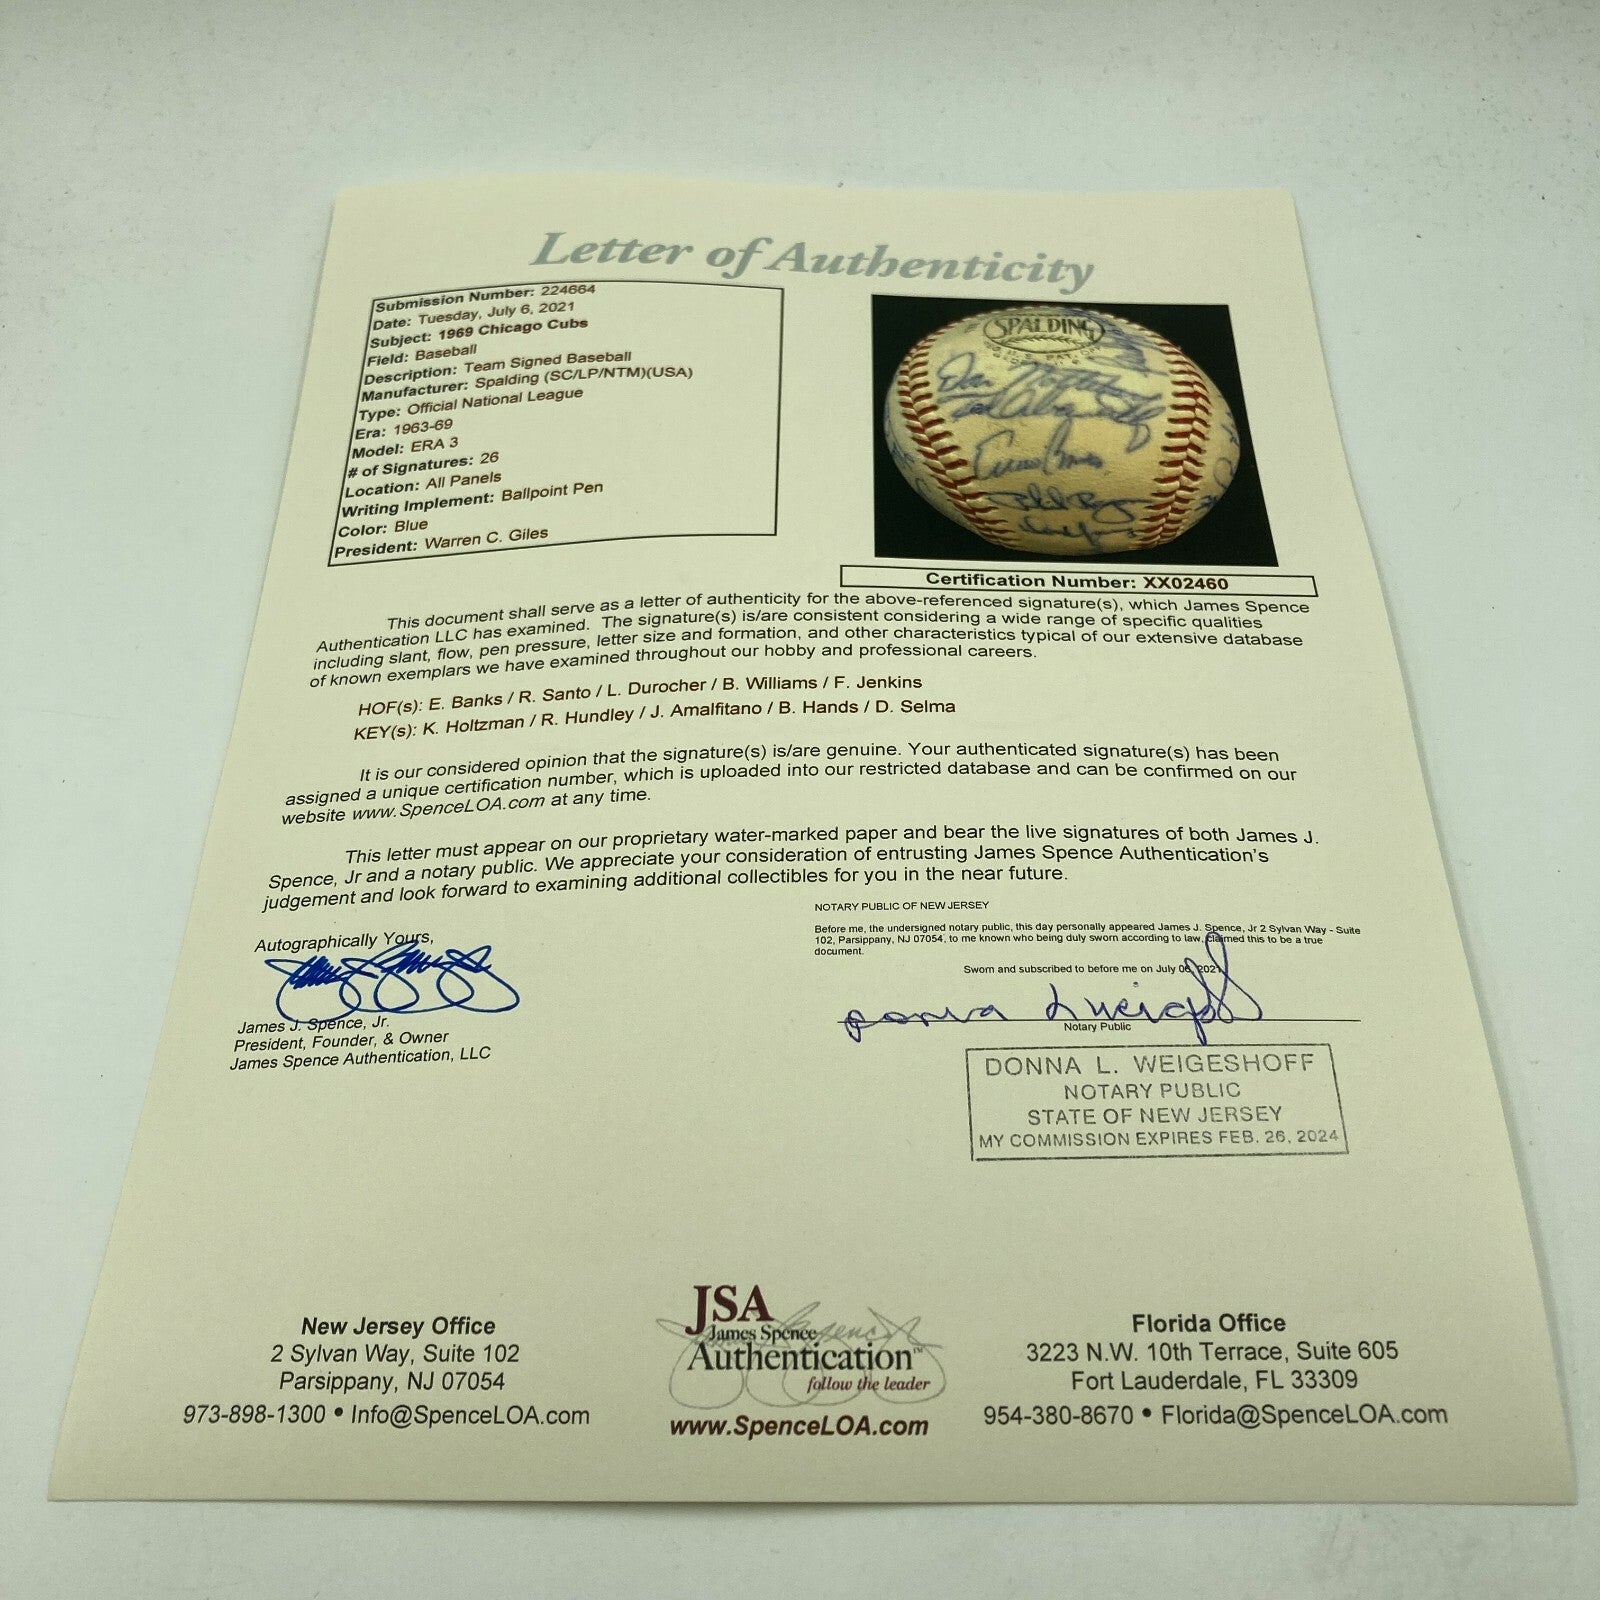 Letter of Authenticity
Submission Number: 224664
Date: Tuesday, July 6, 2021
Subject: 1969 Chicago Cubs
Field: Baseball
Description: Team Signed Baseball
Manufacturer: Spalding (SC/LP/NTM)(USA)
Type: Official National League
Era: 1963-69
Model: ERA 3
# of Signatures: 26
Location: All Panels
Writing Implement: Ballpoint Pen
Color: Blue
President: Warren C. Giles
SPALDING
Ernie Banks
Certification Number: XX02460
This document shall serve as a letter of authenticity for the above-referenced signature(s), which James Spence
Authentication LLC has examined. The signature(s) is/are consistent considering a wide range of specific qualities
including slant, flow, pen pressure, letter size and formation, and other characteristics typical of our extensive database
of known exemplars we have examined throughout our hobby and professional careers.
HOF(s): E. Banks / R. Santo / L. Durocher / B. Williams / F. Jenkins
KEY(s): K. Holtzman / R. Hundley / J. Amalfitano / B. Hands / D. Selma
It is our considered opinion that the signature(s) is/are genuine. Your authenticated signature(s) has been
assigned a unique certification number, which is uploaded into our restricted database and can be confirmed on our
website www.SpenceLOA.com at any time.
This letter must appear on our proprietary water-marked paper and bear the live signatures of both James J.
Spence, Jr and a notary public. We appreciate your consideration of entrusting James Spence Authentication's
judgement and look forward to examining additional collectibles for you in the near future.
Autographically Yours,
James J. Spence, Jr.
President, Founder, & Owner
James Spence Authentication, LLC
NOTARY PUBLIC OF NEW JERSEY
Before me, the undersigned notary public, this day personally appeared James J. Spence, Jr 2 Sylvan Way - Suite
102, Parsippany, NJ 07054, to me known who being duly sworn according to law, claimed this to be a true
document.
Sworn and subscribed to before me on July 06, 2021
Notary Public
DONNA L. WEIGESHOFF
NOTARY PUBLIC
STATE OF NEW JERSEY
MY COMMISSION EXPIRES FEB. 26, 2024
New Jersey Office
2 Sylvan Way, Suite 102
Parsippany, NJ 07054
973-898-1300 • Info@SpenceLOA.com
JSA
James Spence
Authentication™
follow the leader
www.SpenceLOA.com
Florida Office
3223 N.W. 10th Terrace, Suite 605
Fort Lauderdale, FL 33309
954-380-8670 • Florida@SpenceLOA.com